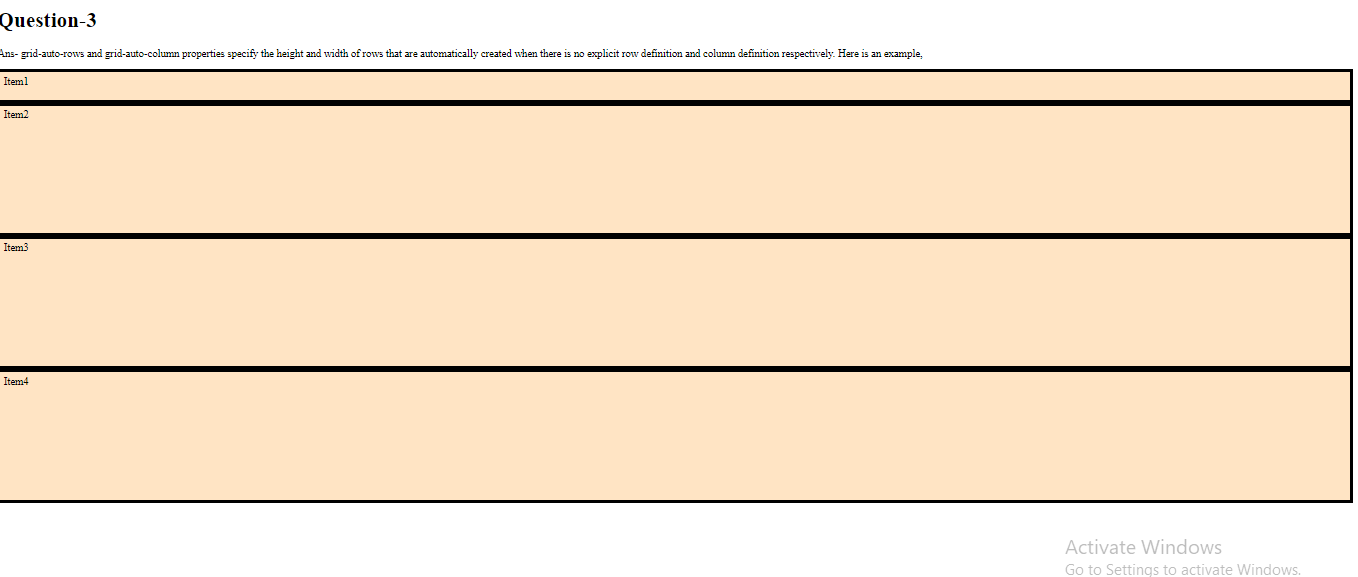 Question-3
Ans- grid-auto-rows and grid-auto-column properties specify the height and width of rows that are automatically created when there is no explicit row definition and column definition respectively. Here is an example,
Item1
Item2
Item3
Item4
Activate Windows
Go to Settings to activate Windows.